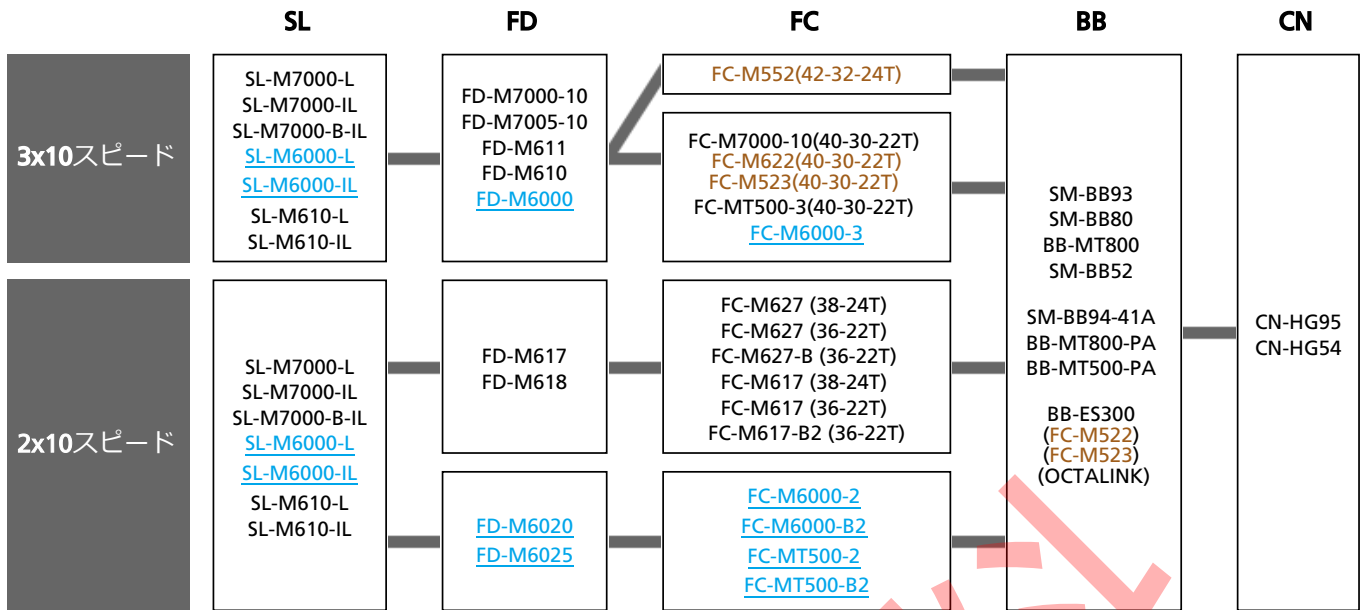 SL
FD
FC
BB
CN
3x10スピード
SL-M7000-L
SL-M7000-IL
SL-M7000-B-IL
SL-M6000-L
SL-M6000-IL
SL-M610-L
SL-M610-IL
FD-M7000-10
FD-M7005-10
FD-M611
FD-M610
FD-M6000
FC-M552(42-32-24T)
FC-M7000-10(40-30-22T)
FC-M622(40-30-22T)
FC-M523(40-30-22T)
FC-MT500-3(40-30-22T)
FC-M6000-3
2x10スピード
SL-M7000-L
SL-M7000-IL
SL-M7000-B-IL
SL-M6000-L
SL-M6000-IL
SL-M610-L
SL-M610-IL
FD-M617
FD-M618
FC-M627 (38-24T)
FC-M627 (36-22T)
FC-M627-B (36-22T)
FC-M617 (38-24T)
FC-M617 (36-22T)
FC-M617-B2 (36-22T)
FD-M6020
FD-M6025
FC-M6000-2
FC-M6000-B2
FC-MT500-2
FC-MT500-B2
SM-BB93
SM-BB80
BB-MT800
SM-BB52
SM-BB94-41A
BB-MT800-PA
BB-MT500-PA
BB-ES300
(FC-M522)
(FC-M523)
(OCTALINK)
CN-HG95
CN-HG54